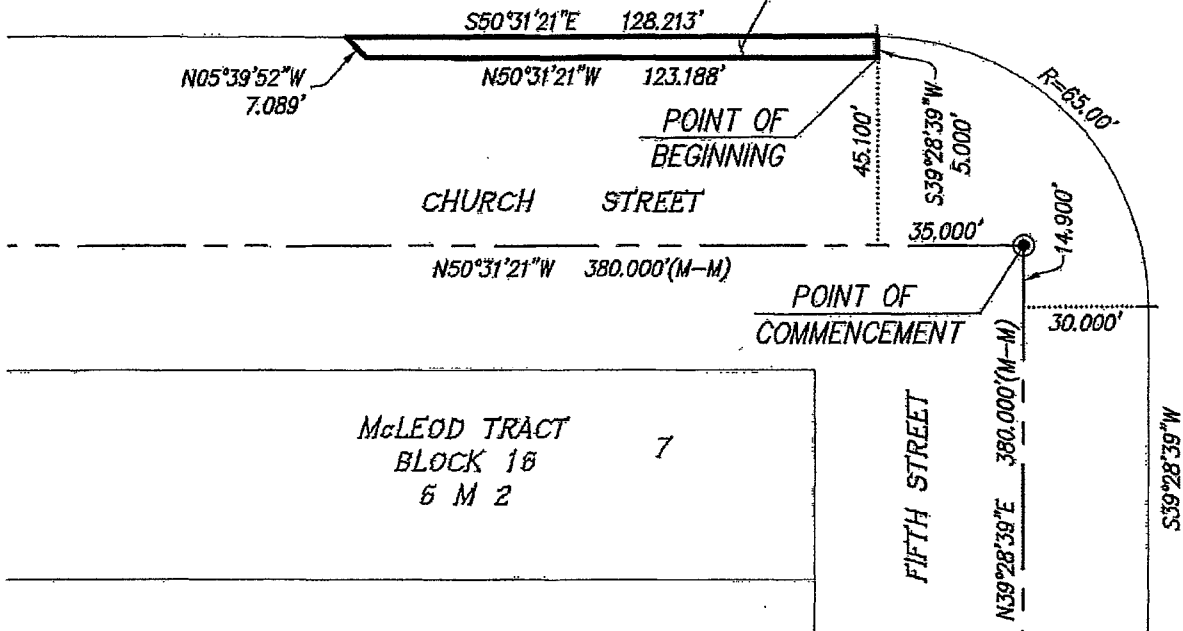 S50°31'21"E 128.213'
N05°39'52"W
7.089'
N50°31'21"W 123.188'
POINT OF
BEGINNING
45.100'
S39°28'39"W
5.000'
R=65.00'
CHURCH STREET
35.000'
14.900'
N50°31'21"W 380.000'(M-M)
POINT OF
COMMENCEMENT
30.000'
McLEOD TRACT
BLOCK 16
6 M 2
7
FIFTH STREET
N39°28'39"E 380.000'(M-M)
S39°28'39"W